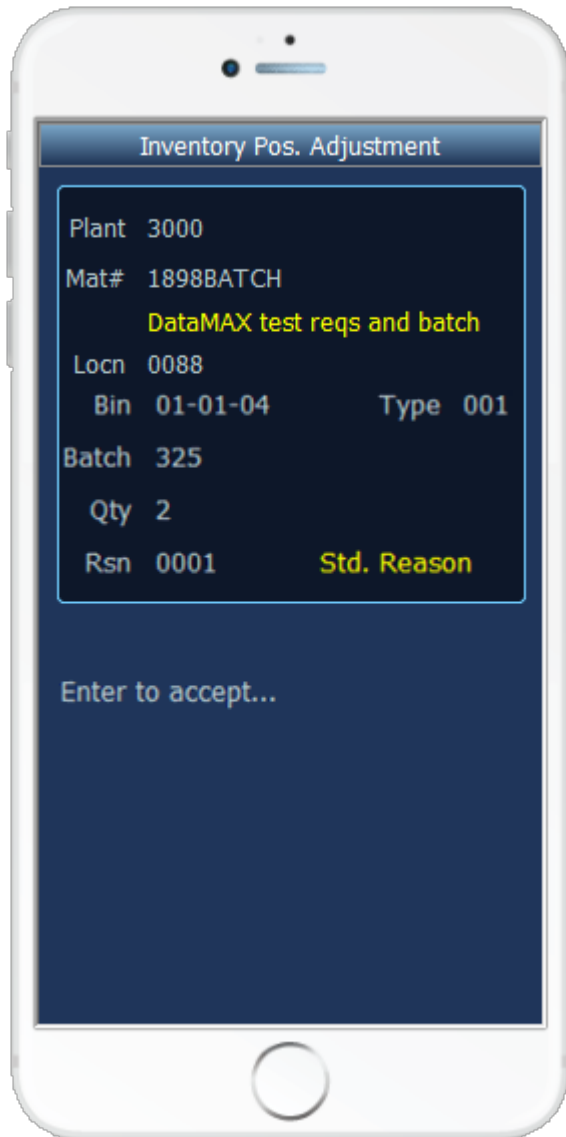 Inventory Pos. Adjustment
Plant 3000
Mat# 1898BATCH
DataMAX test reqs and batch
Locn 0088
Bin 01-01-04 Type 001
Batch 325
Qty 2
Rsn 0001 Std. Reason
Enter to accept...